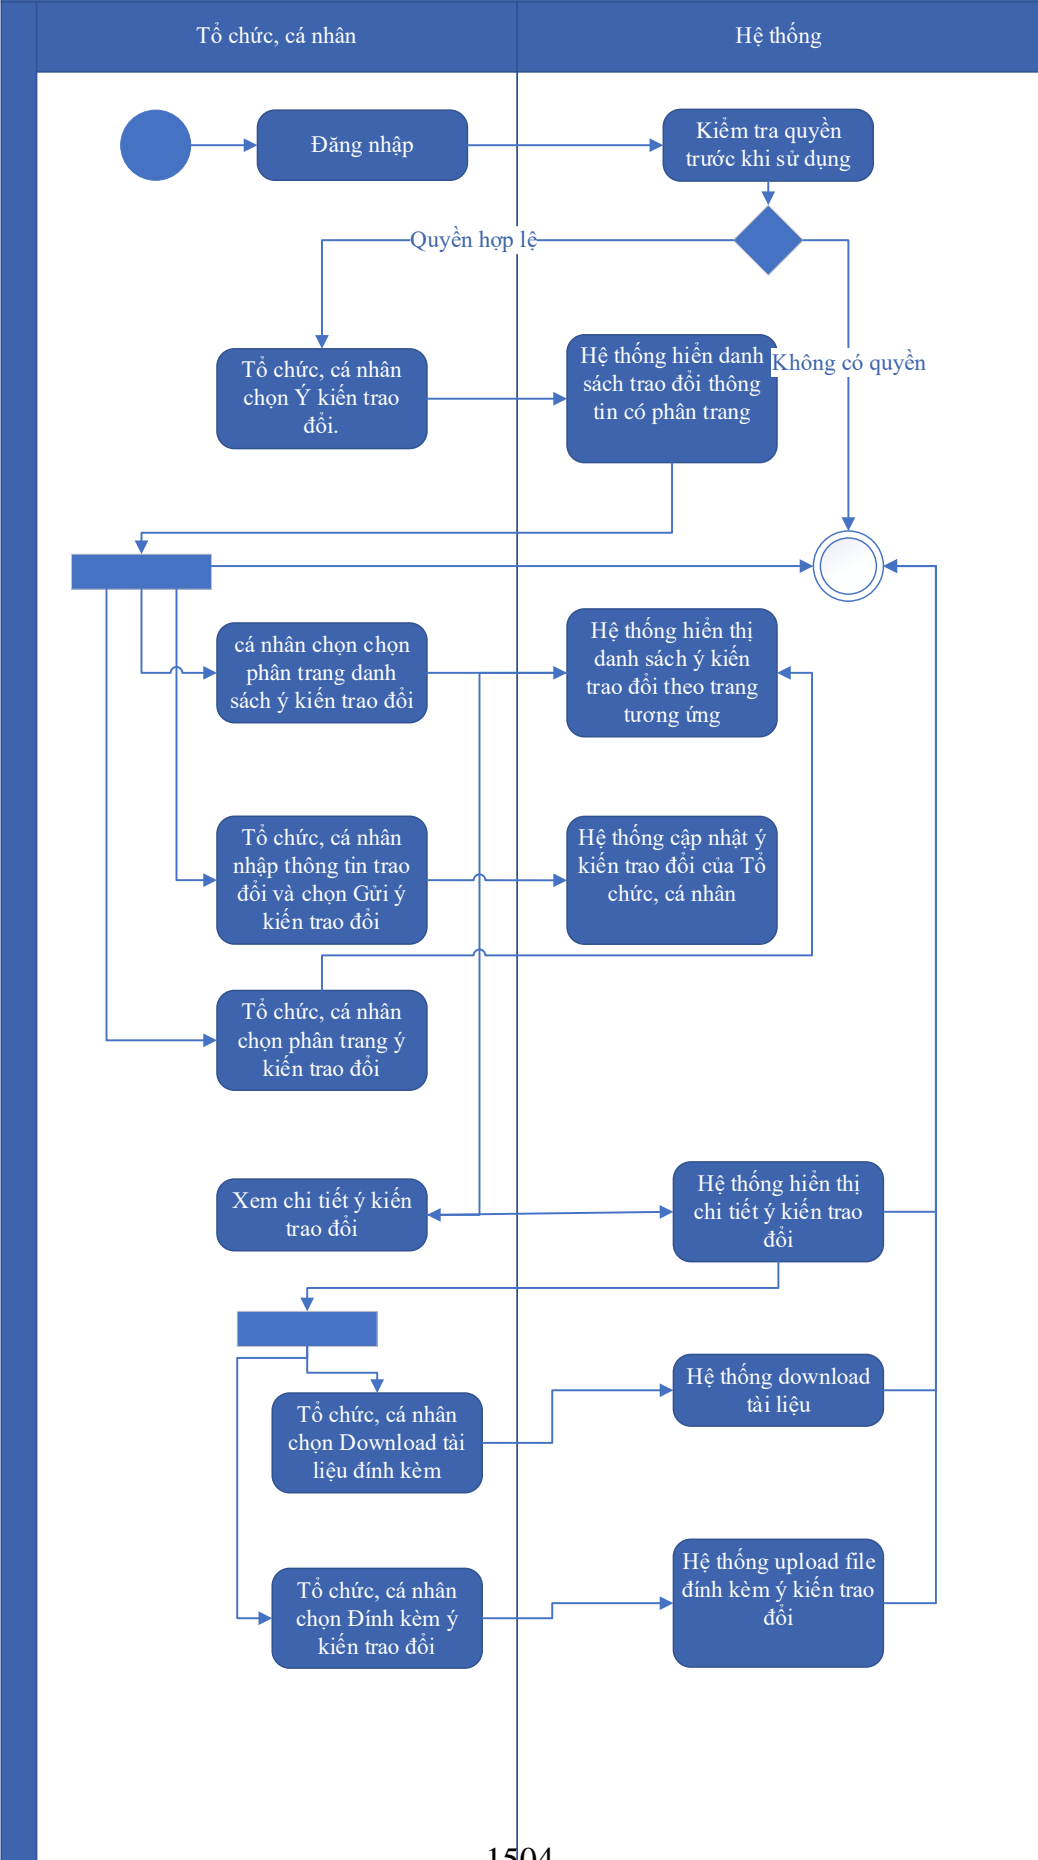 Tổ chức, cá nhân
Hệ thống
Đăng nhập
Kiểm tra quyền
trước khi sử dụng
Quyền hợp lệ
Tổ chức, cá nhân
chọn Ý kiến trao
đổi.
Hệ thống hiển danh
sách trao đổi thông
tin có phân trang
Không có quyền
cá nhân chọn chọn
phân trang danh
sách ý kiến trao đổi
Hệ thống hiển thị
danh sách ý kiến
trao đổi theo trang
tương ứng
Tổ chức, cá nhân
nhập thông tin trao
đổi và chọn Gửi ý
kiến trao đổi
Hệ thống cập nhật ý
kiến trao đổi của Tổ
chức, cá nhân
Tổ chức, cá nhân
chọn phân trang ý
kiến trao đổi
Xem chi tiết ý kiến
trao đổi
Hệ thống hiển thị
chi tiết ý kiến trao
đổi
Tổ chức, cá nhân
chọn Download tài
liệu đính kèm
Hệ thống download
tài liệu
Tổ chức, cá nhân
chọn Đính kèm ý
kiến trao đổi
Hệ thống upload file
đính kèm ý kiến trao
đổi
1504